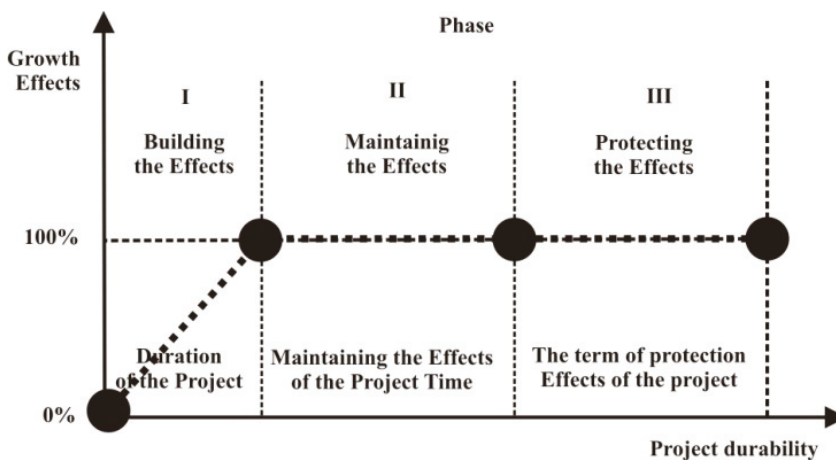 Phase
Growth
Effects
I
II
III
Building
the Effects
Maintainig
the Effects
Protecting
the Effects
100%
Duration
of the Project
Maintaining the Effects
of the Project Time
The term of protection
Effects of the project
0%
Project durability